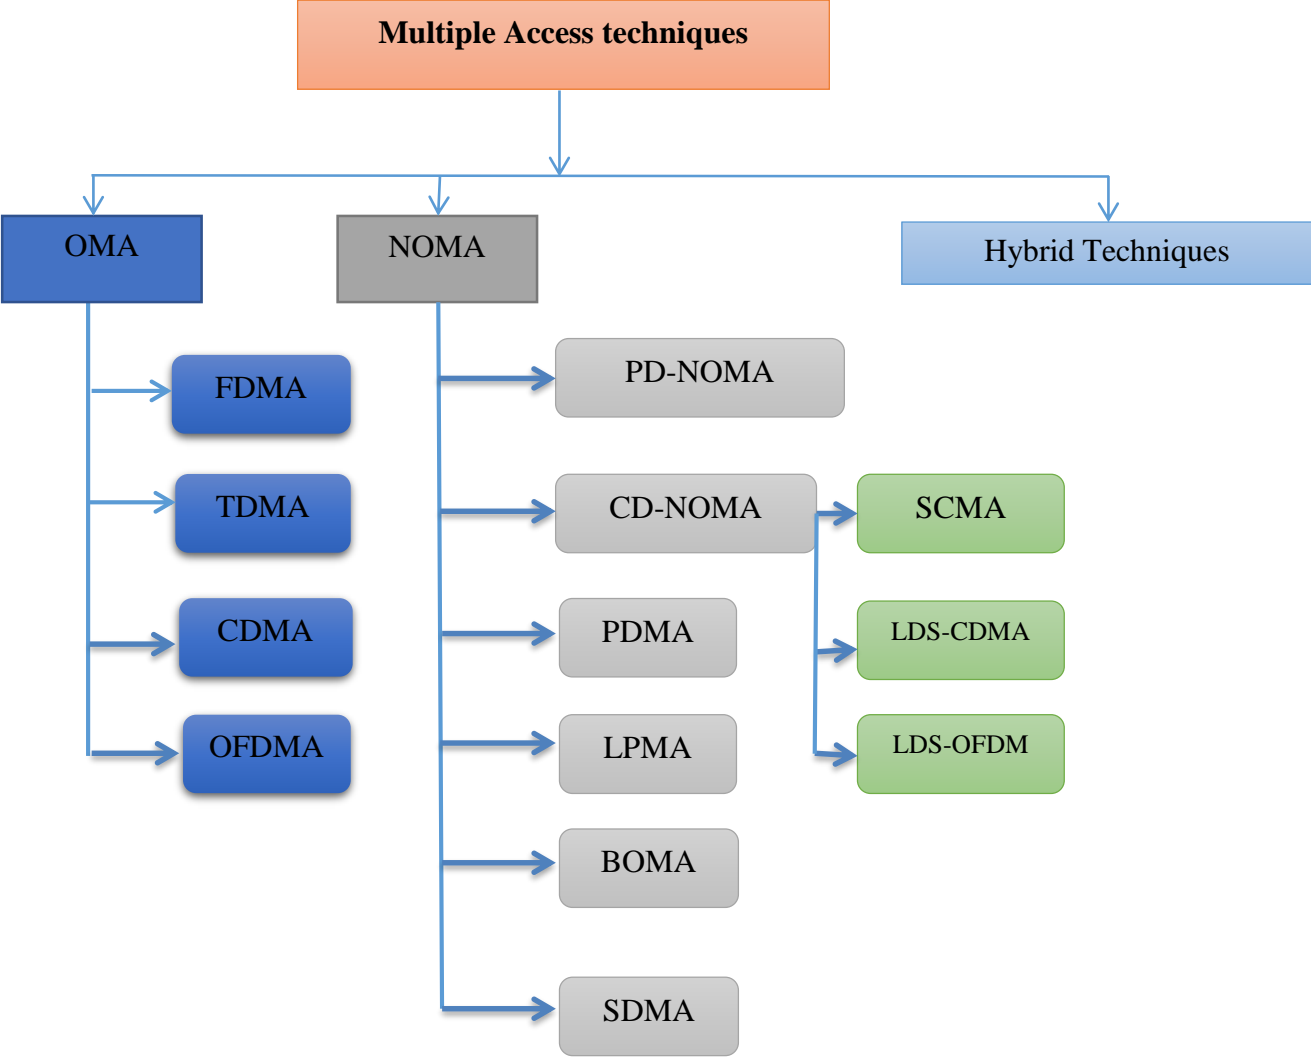 Multiple Access techniques
OMA
NOMA
Hybrid Techniques
FDMA
TDMA
CDMA
OFDMA
PD-NOMA
CD-NOMA
PDMA
LPMA
BOMA
SDMA
SCMA
LDS-CDMA
LDS-OFDM